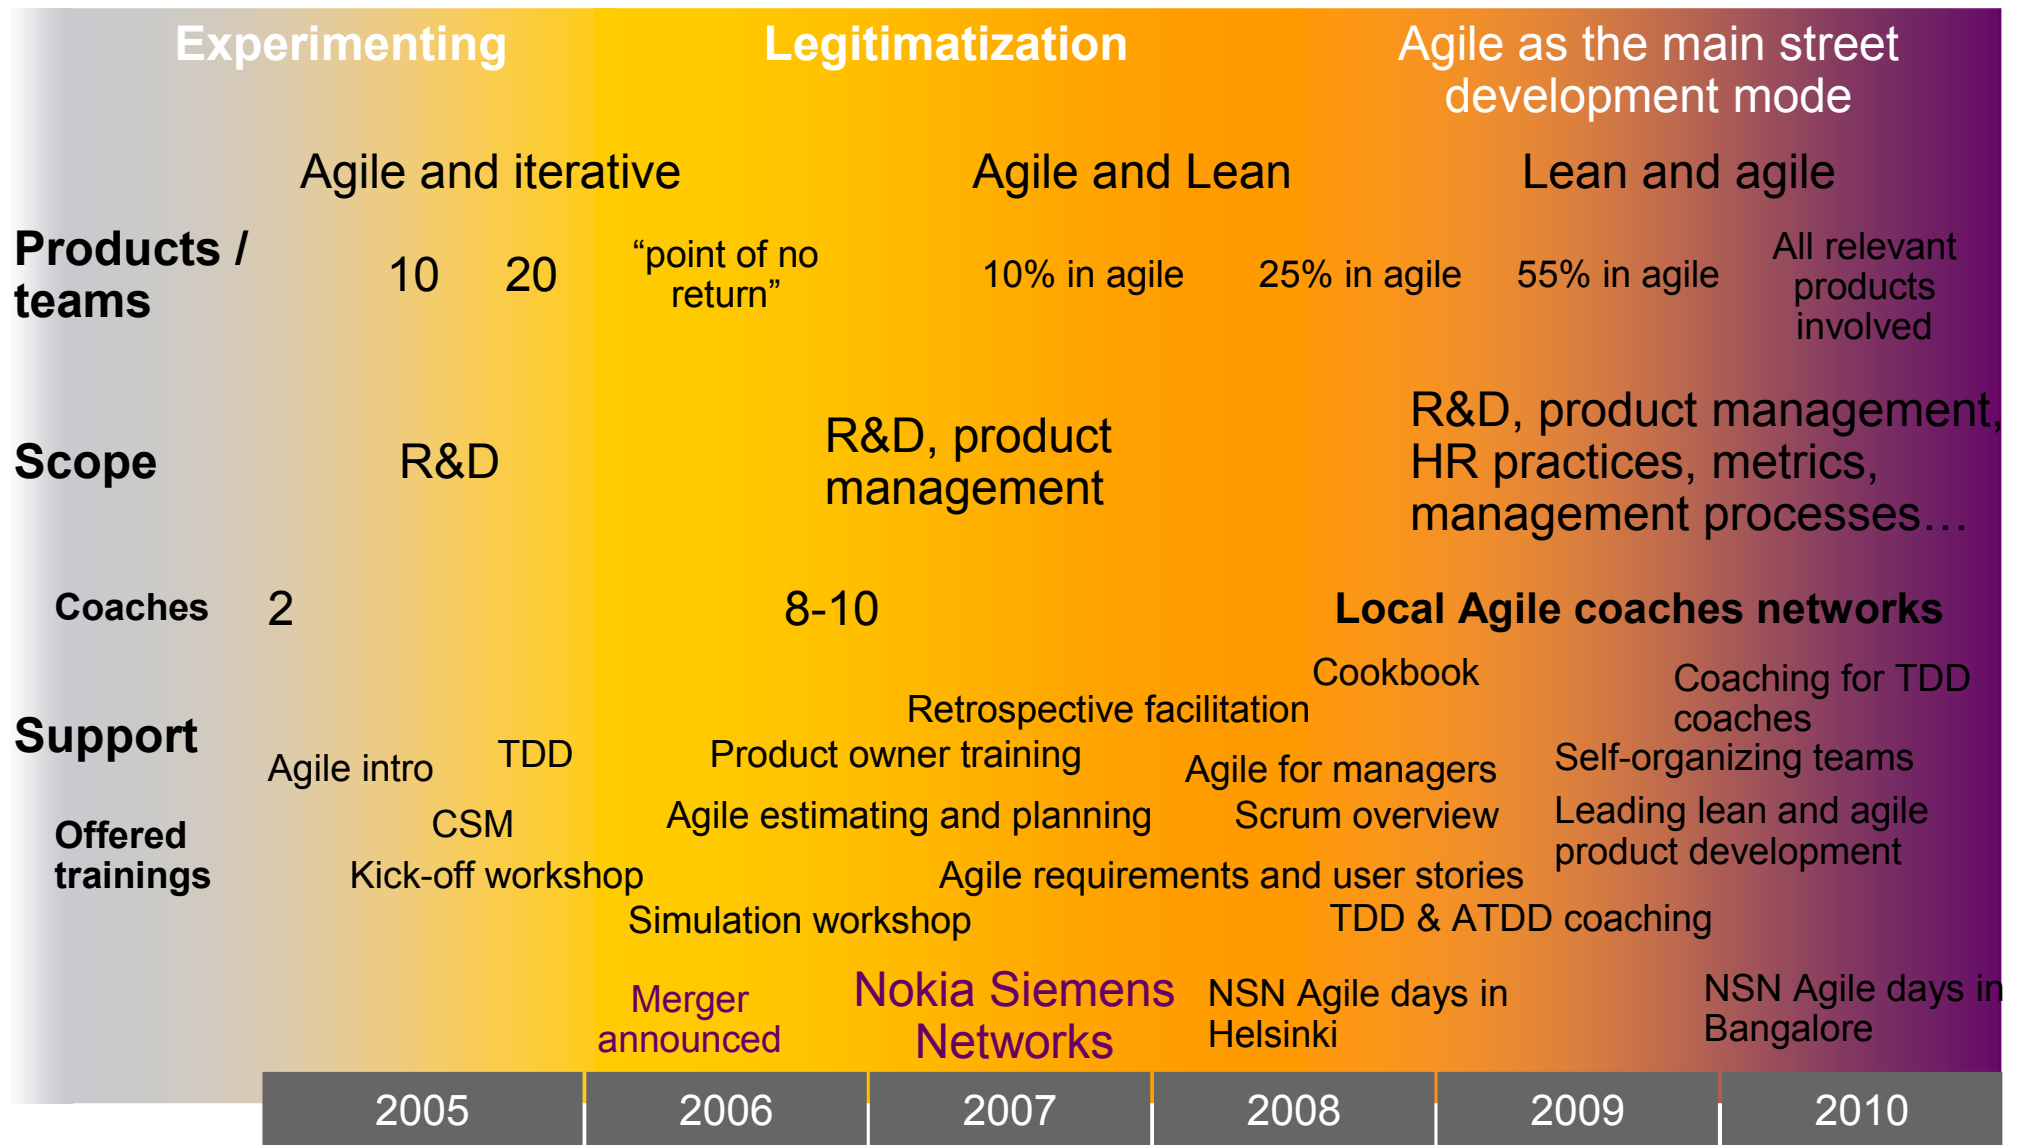 Experimenting
Legitimatization
Agile as the main street
development mode
Agile and iterative
Agile and Lean
Lean and agile
Products /
teams
10
20
“point of no
return”
10% in agile
25% in agile
55% in agile
All relevant
products
involved
Scope
R&D
R&D, product
management
R&D, product management,
HR practices, metrics,
management processes…
Coaches
2
8-10
Local Agile coaches networks
Support
Cookbook
Coaching for TDD
coaches
Retrospective facilitation
Agile intro
TDD
Product owner training
Agile for managers
Self-organizing teams
Offered
trainings
CSM
Agile estimating and planning
Scrum overview
Leading lean and agile
product development
Kick-off workshop
Agile requirements and user stories
Simulation workshop
TDD & ATDD coaching
Merger
announced
Nokia Siemens
Networks
NSN Agile days in
Helsinki
NSN Agile days in
Bangalore
2005
2006
2007
2008
2009
2010